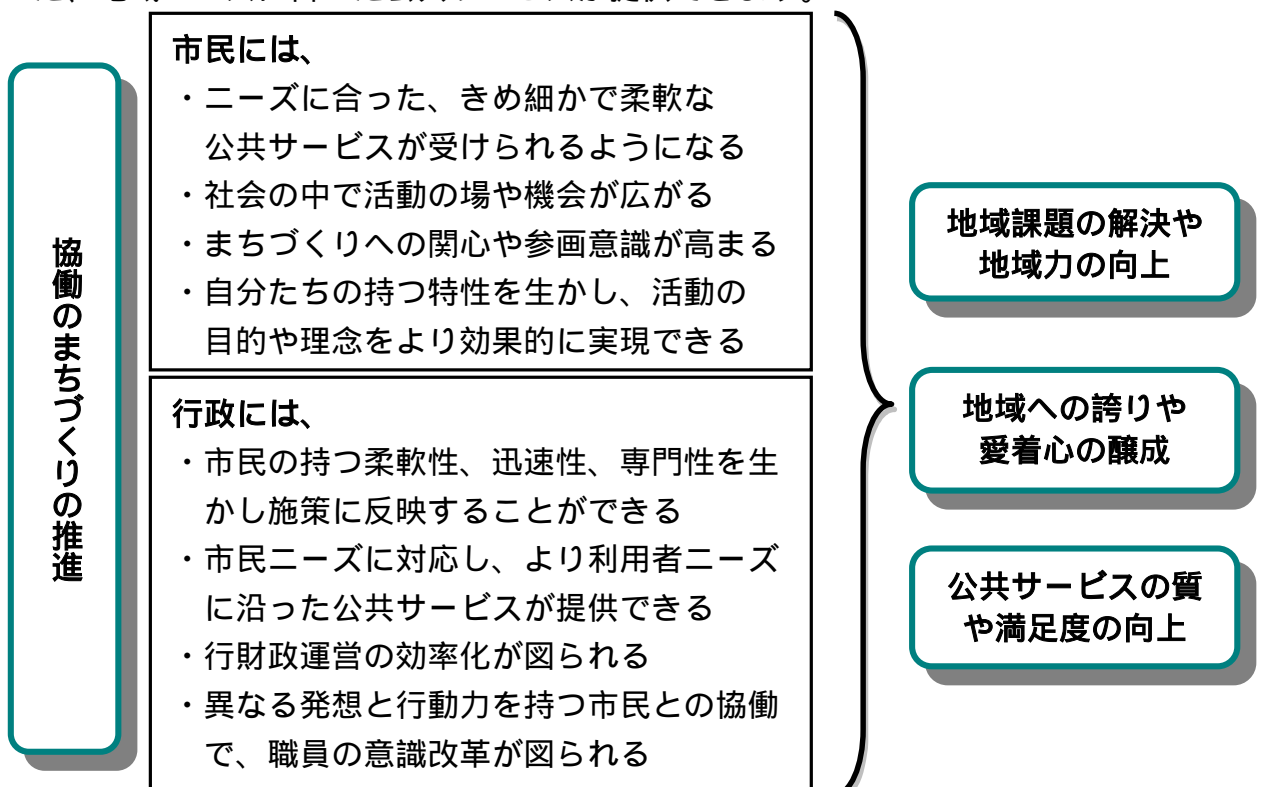 協働のまちづくりの推進
市民には、
・ニーズに合った、きめ細かで柔軟な
公共サービスが受けられるようになる
・社会の中で活動の場や機会が広がる
・まちづくりへの関心や参画意識が高まる
・自分たちの持つ特性を生かし、活動の
目的や理念をより効果的に実現できる
行政には、
・市民の持つ柔軟性、迅速性、専門性を生
かし施策に反映することができる
・市民ニーズに対応し、より利用者ニーズ
に沿った公共サービスが提供できる
・行財政運営の効率化が図られる
・異なる発想と行動力を持つ市民との協働
で、職員の意識改革が図られる
地域課題の解決や
地域力の向上
地域への誇りや
愛着心の醸成
公共サービスの質
や満足度の向上